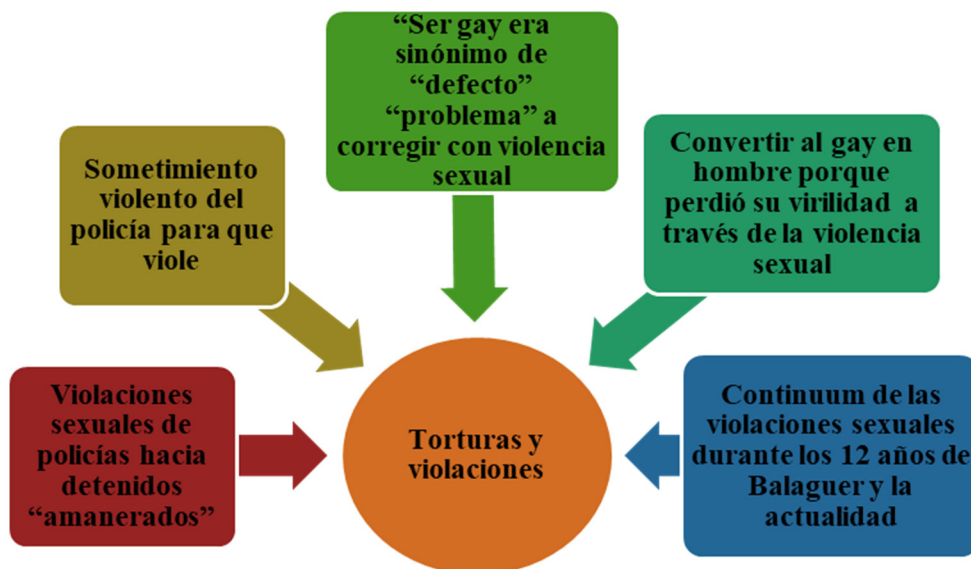 “Ser gay era
sinónimo de
“defecto”
“problema” a
corregir con violencia
sexual
Sometimiento
violento del
policía para que
viole
Convertir al gay en
hombre porque
perdió su virilidad a
través de la violencia
sexual
Violaciones
sexuales de
policías hacia
detenidos
“amanerados”
Torturas y
violaciones
Continuum de las
violaciones sexuales
durante los 12 años de
Balaguer y la
actualidad